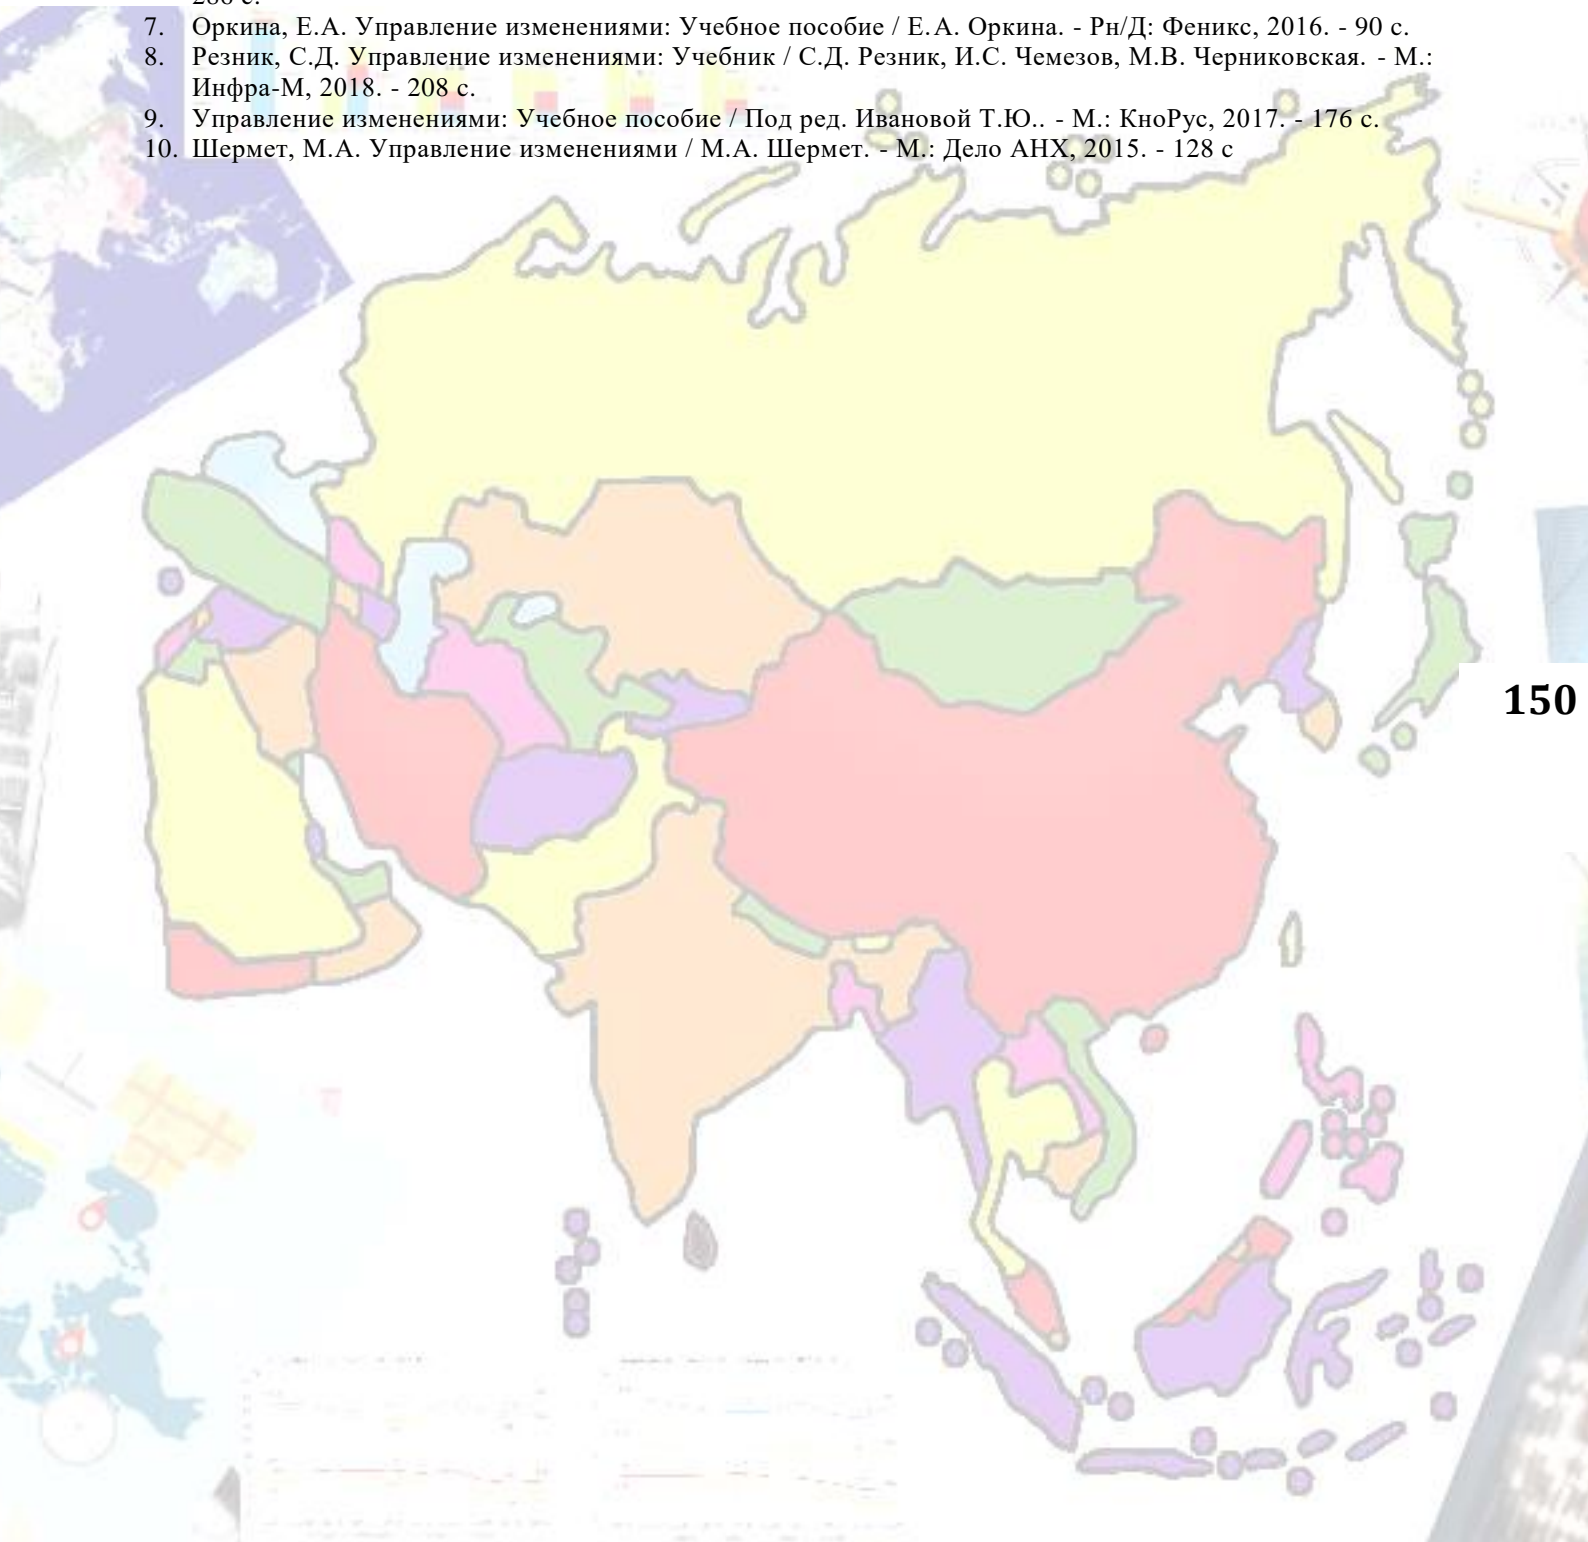 7. Оркина, Е.А. Управление изменениями: Учебное пособие / Е.А. Оркина. - Рн/Д: Феникс, 2016. - 90 с.
8. Резник, С.Д. Управление изменениями: Учебник / С.Д. Резник, И.С. Чемезов, М.В. Черниковская. - М.:
Инфра-М, 2018. - 208 с.
9. Управление изменениями: Учебное пособие / Под ред. Ивановой Т.Ю.. - М.: КноРус, 2017. - 176 с.
10. Шермет, М.А. Управление изменениями / М.А. Шермет. - М.: Дело АНХ, 2015. - 128 с
150